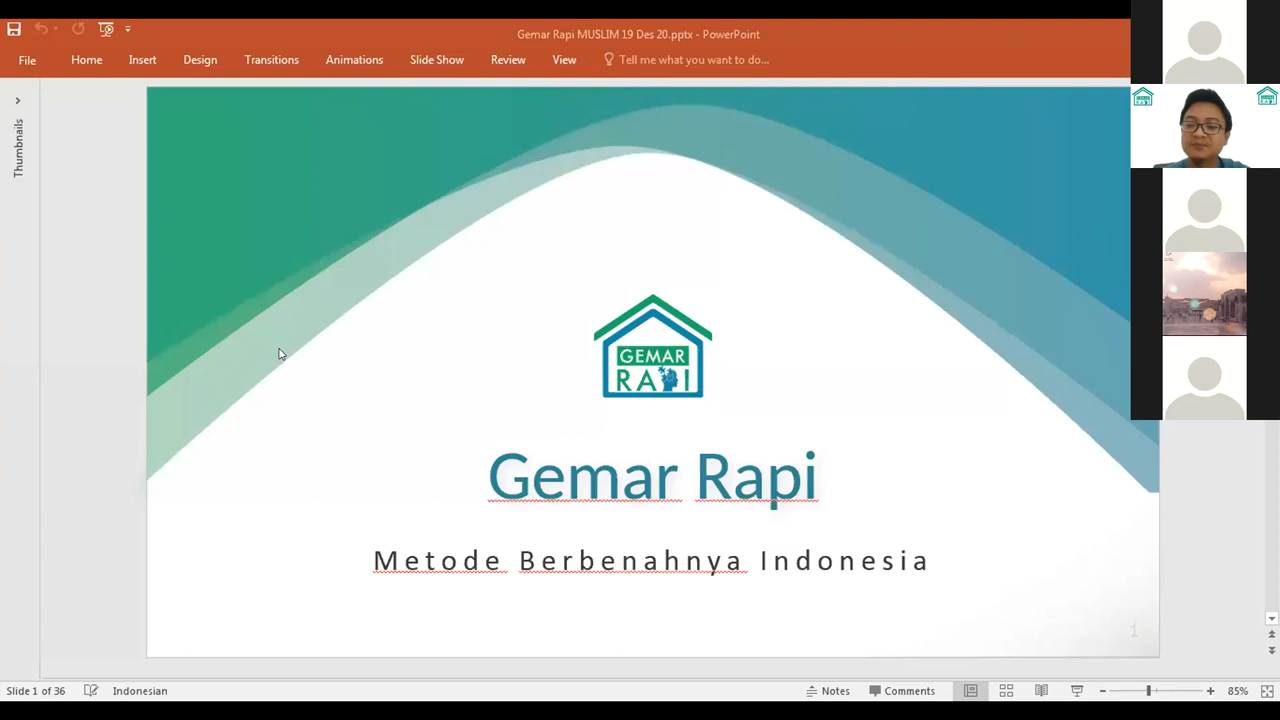 Gemar Rapi MUSLIM 19 Des 20.pptx - PowerPoint
File Home Insert Design Transitions Animations Slide Show Review View Tell me what you want to do...
Thumbnails
GEMAR
RAPI
Gemar Rapi
Metode Berbenahnya Indonesia
1
Slide 1 of 36 Indonesian Notes Comments 85%